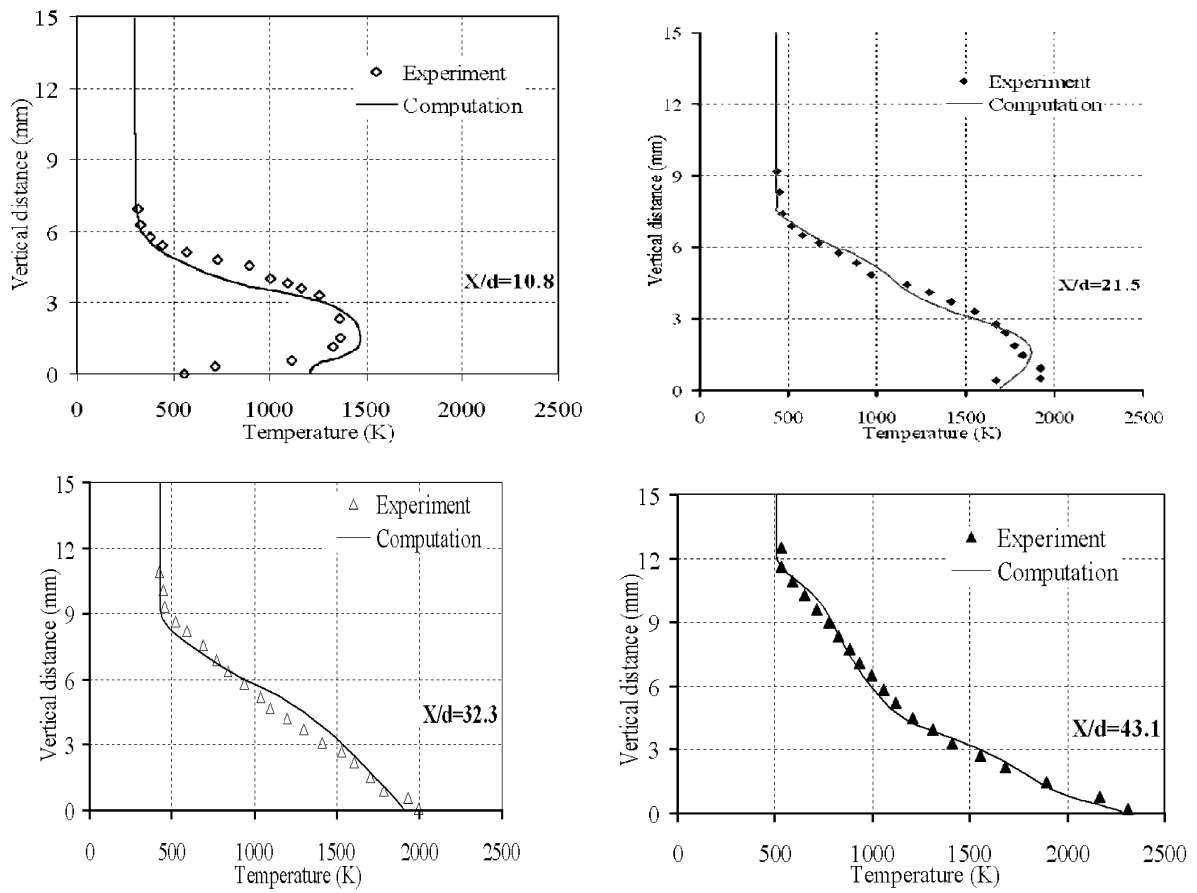 15
12
9
6
3
0
Vertical distance (mm)
Experiment
Computation
X/d=10.8
0 500 1000 1500 2000 2500
Temperature (K)
15
12
9
6
3
0
Vertical distance (mm)
Experiment
Computation
X/d=21.5
0 500 1000 1500 2000 2500
Temperature (K)
15
12
9
6
3
0
Vertical distance (mm)
Experiment
Computation
X/d=32.3
0 500 1000 1500 2000 2500
Temperature (K)
15
12
9
6
3
0
Vertical distance (mm)
Experiment
Computation
X/d=43.1
0 500 1000 1500 2000 2500
Temperature (K)